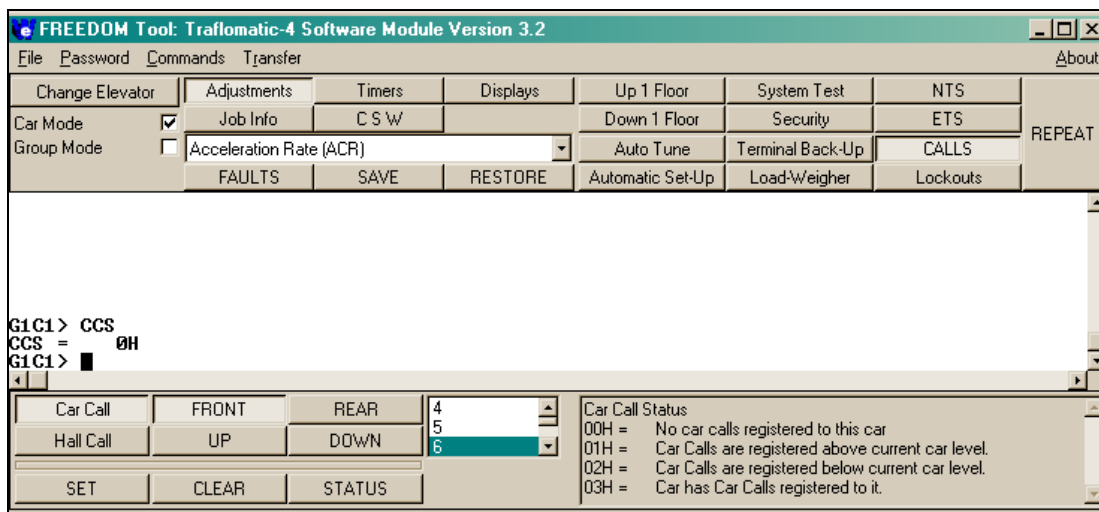 FREEDOM Tool: Traflomatic-4 Software Module Version 3.2
File Password Commands Transfer About
Change Elevator Adjustments Timers Displays Up 1 Floor System Test NTS
Car Mode Job Info C S W Down 1 Floor Security ETS
REPEAT
Group Mode Acceleration Rate (ACR) Auto Tune Terminal Back-Up CALLS
FAULTS SAVE RESTORE Automatic Set-Up Load-Weigher Lockouts
G1C1> CCS
CCS = 0H
G1C1>
Car Call FRONT REAR 4 Car Call Status
Hall Call UP DOWN 5 00H = No car calls registered to this car
6 01H = Car Calls are registered above current car level.
02H = Car Calls are registered below current car level.
SET CLEAR STATUS 03H = Car has Car Calls registered to it.